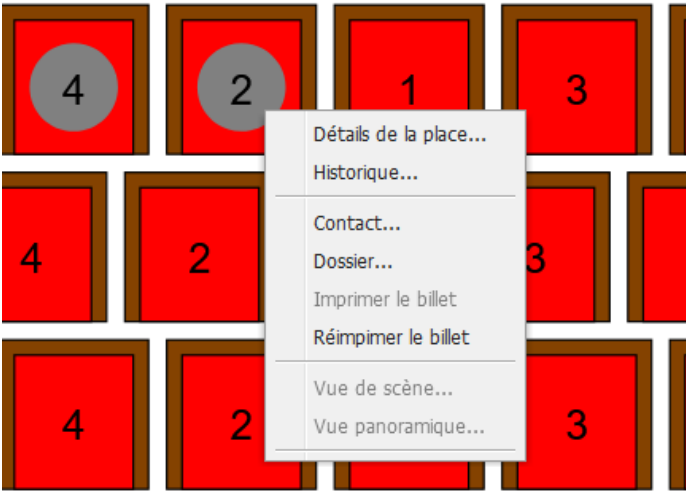 4 2 1 3
Détails de la place...
Historique...
Contact...
4 2 3
Dossier...
Imprimer le billet
Réimpimer le billet
Vue de scène...
4 2 3
Vue panoramique...